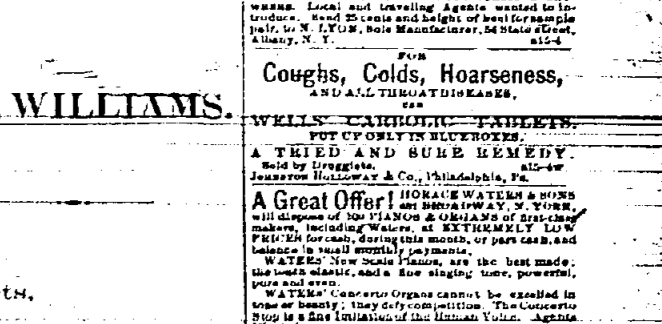 WILLIAMS.
ts.
Local and traveling Agents wanted to in-
troduce. Send 25 cents and height of heel for sample
pair, to N. LYON, Sole Manufacturer, 54 State street,
Albany, N. Y.
FOR
Coughs, Colds, Hoarseness,
AND ALL THROAT DISEASES,
USE
WELLS' CARBOLIC TABLETS.
PUT UP ONLY IN BLUE BOXES.
A TRIED AND SURE REMEDY.
Sold by Druggists.
JOHNSTON HOLLOWAY & Co., Philadelphia, Pa.
A Great Offer! HORACE WATERS & SONS
481 BROADWAY, N. YORK,
will dispose of 100 PIANOS & ORGANS of first-class
makers, including Waters, at EXTREMELY LOW
PRICES for cash, during this month, or part cash, and
balance in small monthly payments.
WATERS' New Scale Pianos, are the best made;
the touch elastic, and a fine singing tone, powerful,
pure and even.
WATERS' Concerto Organs cannot be excelled in
tone or beauty; they defy competition. The Concerto
Stop is a fine Imitation of the Human Voice. Agents